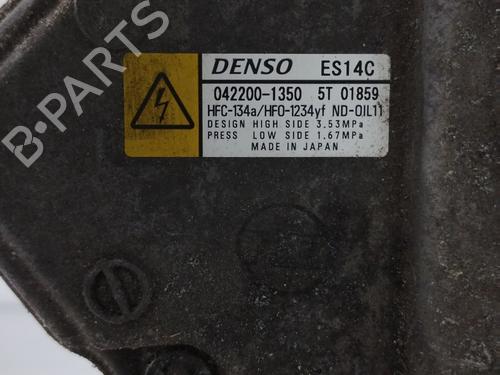 DENSO ES14C
042200-1350 5T 01859
HFC-134a/HFO-1234yf ND-OIL11
DESIGN HIGH SIDE 3.53MPa
PRESS LOW SIDE 1.67MPa
MADE IN JAPAN
B-PARTS